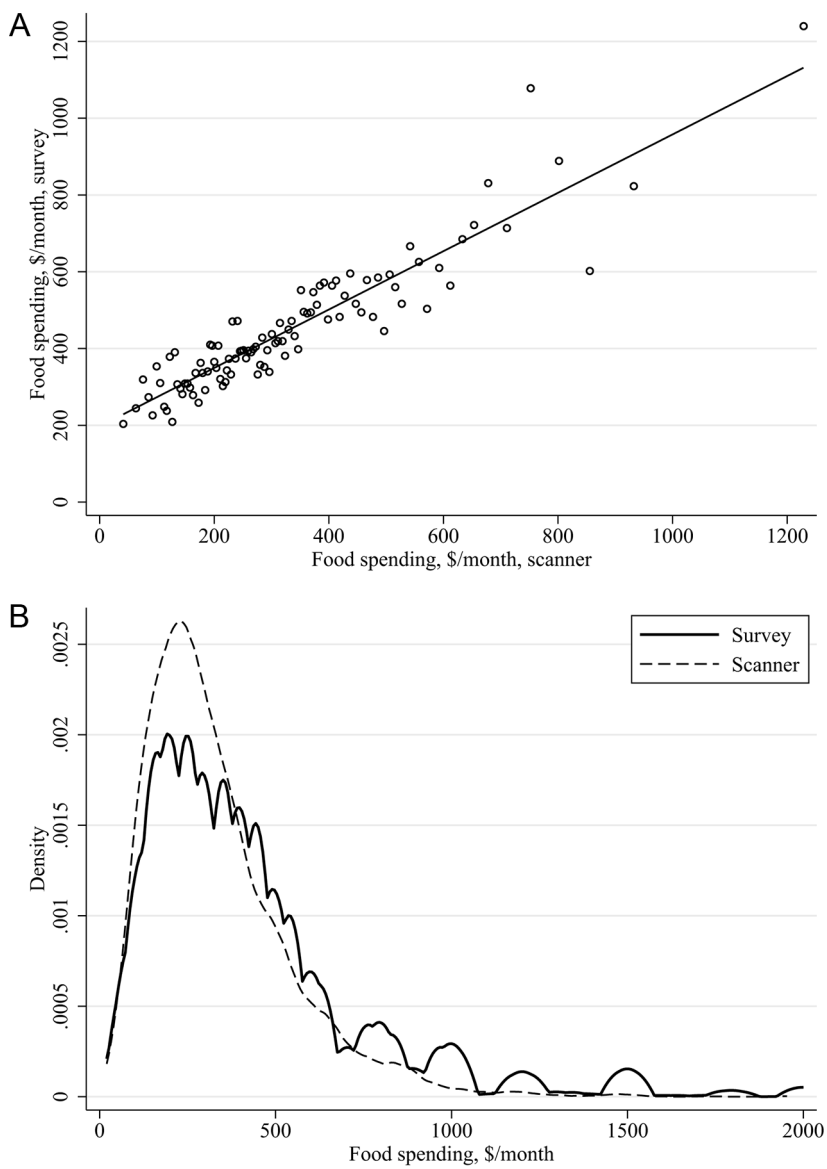 A
Food spending, $/month, survey
1200
1000
800
600
400
200
0
0 200 400 600 800 1000 1200
Food spending, $/month, scanner
B
Survey
Scanner
Density
.0025
.002
.0015
.001
.0005
0
0 500 1000 1500 2000
Food spending, $/month